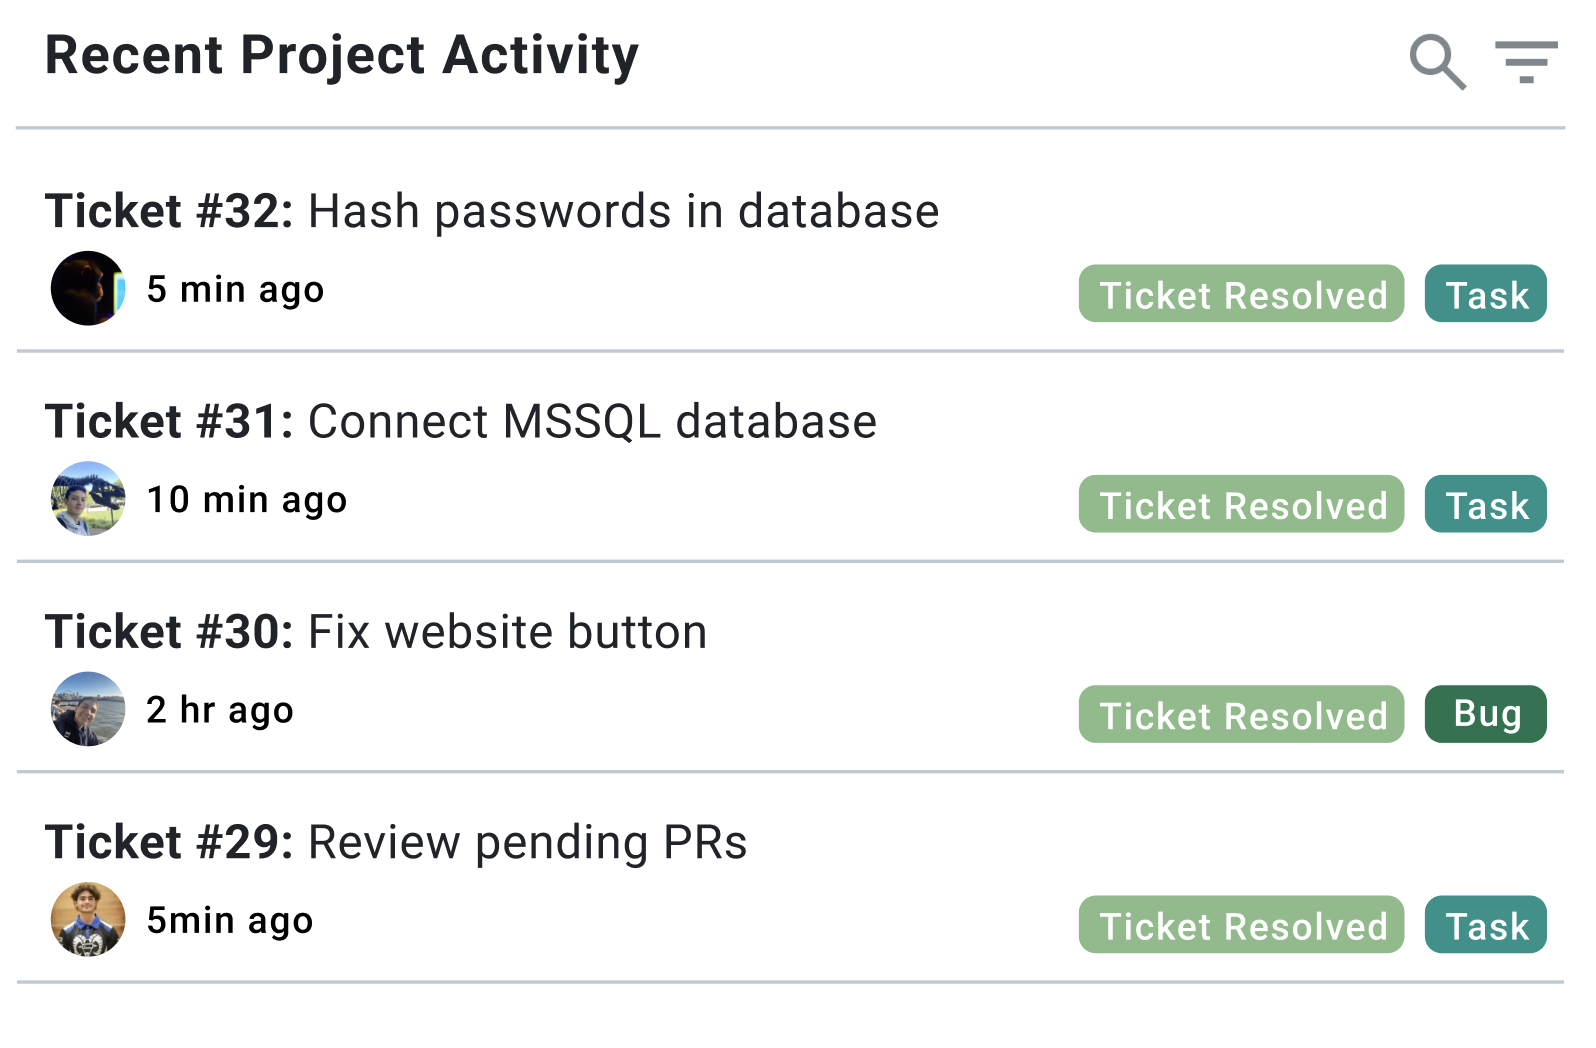 Recent Project Activity
Ticket #32: Hash passwords in database
5 min ago
Ticket Resolved
Task
Ticket #31: Connect MSSQL database
10 min ago
Ticket Resolved
Task
Ticket #30: Fix website button
2 hr ago
Ticket Resolved
Bug
Ticket #29: Review pending PRs
5min ago
Ticket Resolved
Task